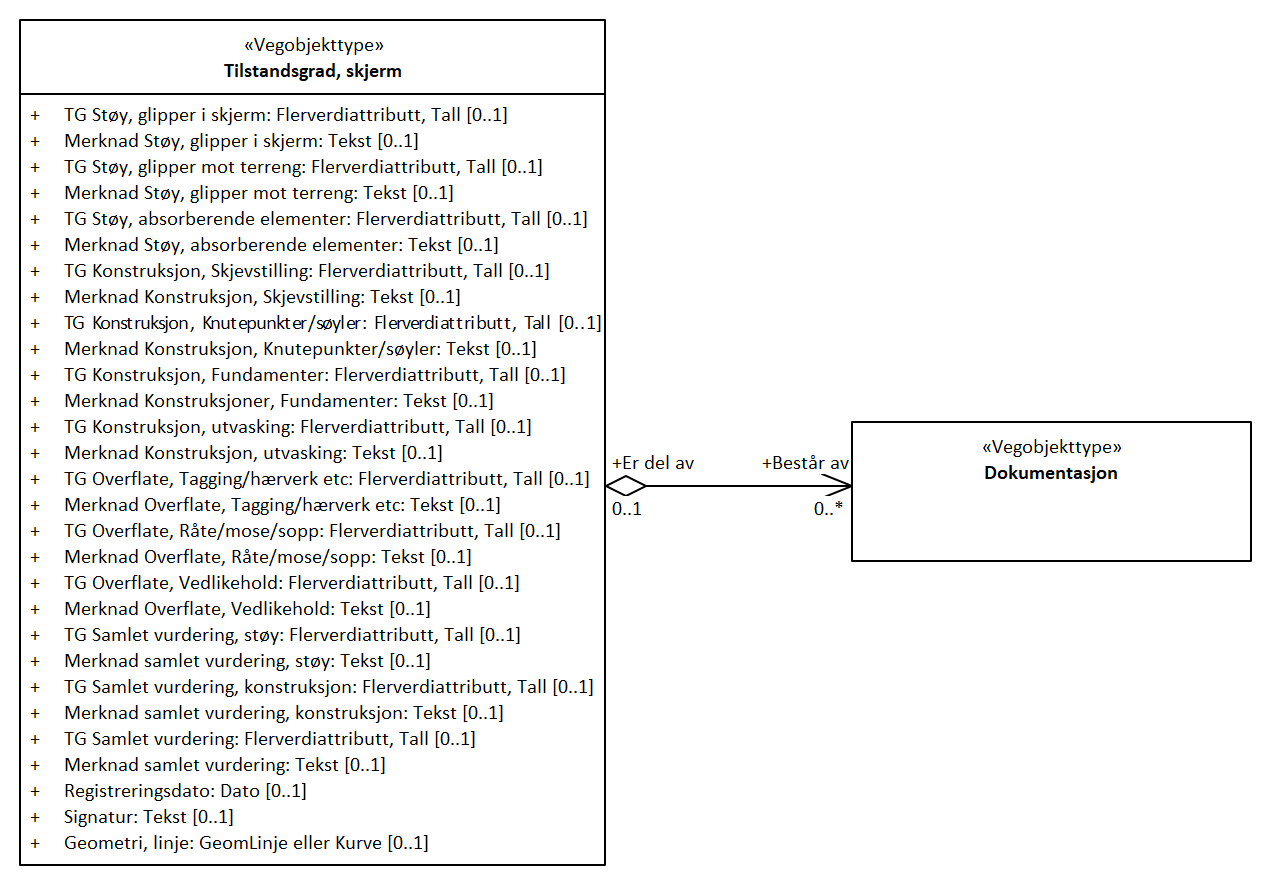 «Vegobjekttype»
Tilstandsgrad, skjerm
+ TG Støy, glipper i skjerm: Flerverdiattributt, Tall [0..1]
+ Merknad Støy, glipper i skjerm: Tekst [0..1]
+ TG Støy, glipper mot terreng: Flerverdiattributt, Tall [0..1]
+ Merknad Støy, glipper mot terreng: Tekst [0..1]
+ TG Støy, absorberende elementer: Flerverdiattributt, Tall [0..1]
+ Merknad Støy, absorberende elementer: Tekst [0..1]
+ TG Konstruksjon, Skjevstilling: Flerverdiattributt, Tall [0..1]
+ Merknad Konstruksjon, Skjevstilling: Tekst [0..1]
+ TG Konstruksjon, Knutepunkter/søyler: Flerverdiattributt, Tall [0..1]
+ Merknad Konstruksjon, Knutepunkter/søyler: Tekst [0..1]
+ TG Konstruksjon, Fundamenter: Flerverdiattributt, Tall [0..1]
+ Merknad Konstruksjoner, Fundamenter: Tekst [0..1]
+ TG Konstruksjon, utvasking: Flerverdiattributt, Tall [0..1]
+ Merknad Konstruksjon, utvasking: Tekst [0..1]
+ TG Overflate, Tagging/hærverk etc: Flerverdiattributt, Tall [0..1]
+ Merknad Overflate, Tagging/hærverk etc: Tekst [0..1]
+ TG Overflate, Råte/mose/sopp: Flerverdiattributt, Tall [0..1]
+ Merknad Overflate, Råte/mose/sopp: Tekst [0..1]
+ TG Overflate, Vedlikehold: Flerverdiattributt, Tall [0..1]
+ Merknad Overflate, Vedlikehold: Tekst [0..1]
+ TG Samlet vurdering, støy: Flerverdiattributt, Tall [0..1]
+ Merknad samlet vurdering, støy: Tekst [0..1]
+ TG Samlet vurdering, konstruksjon: Flerverdiattributt, Tall [0..1]
+ Merknad samlet vurdering, konstruksjon: Tekst [0..1]
+ TG Samlet vurdering: Flerverdiattributt, Tall [0..1]
+ Merknad samlet vurdering: Tekst [0..1]
+ Registreringsdato: Dato [0..1]
+ Signatur: Tekst [0..1]
+ Geometri, linje: GeomLinje eller Kurve [0..1]
+Er del av
0..1
+Består av
0..*
«Vegobjekttype»
Dokumentasjon